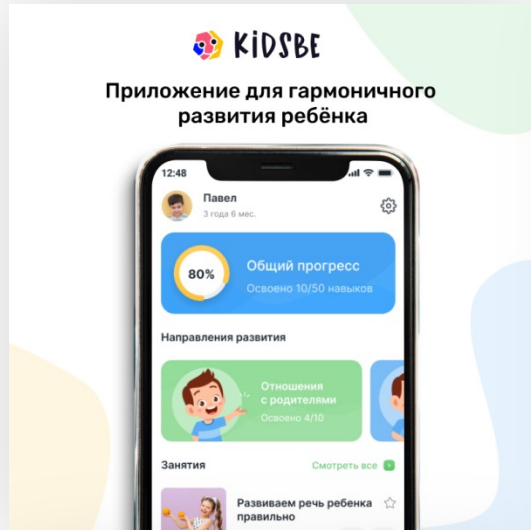 KiDSBE
Приложение для гармоничного
развития ребёнка
12:48
Павел
3 года 6 мес.
80%
Общий прогресс
Освоено 10/50 навыков
Направления развития
Отношения
с родителями
Освоено 4/10
Занятия
Смотреть все
Развиваем речь ребенка
правильно